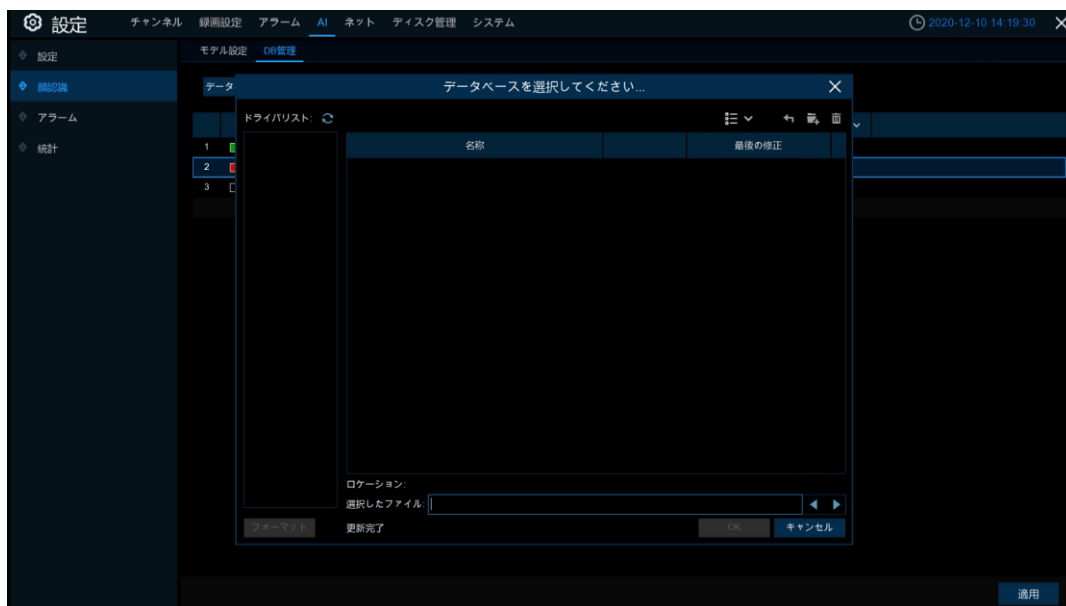 設定 チャンネル 録画設定 アラーム AI ネット ディスク管理 システム 2020-12-10 14:19:30
設定 モデル設定 DB管理
顔認識 データ データベースを選択してください...
アラーム ドライバリスト:
統計 1 名称 最後の修正
2
3
ロケーション:
選択したファイル:
フォーマット 更新完了 OK キャンセル
適用